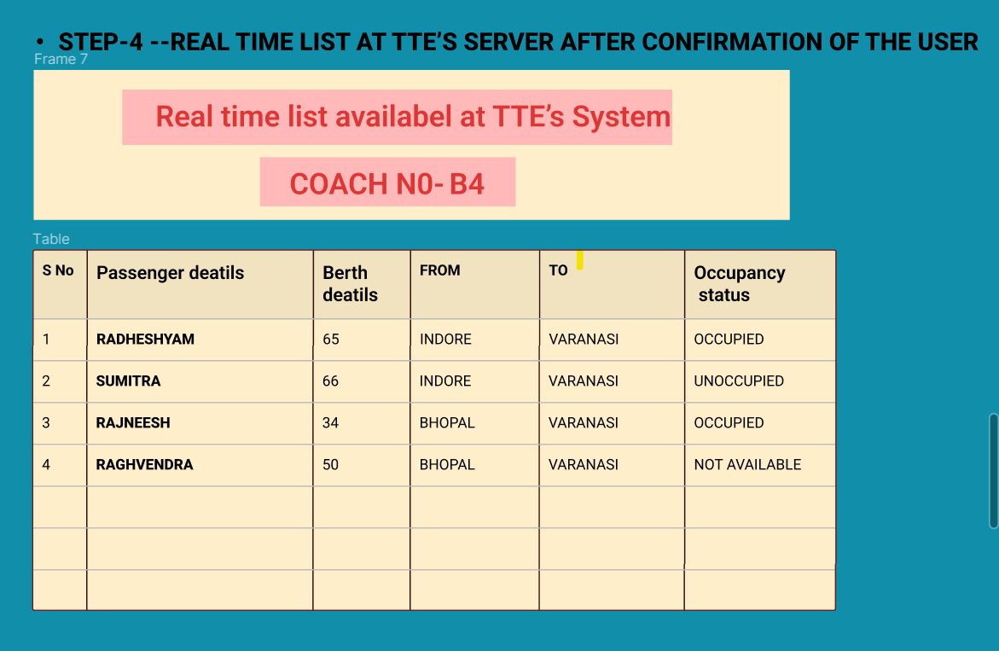 • STEP-4 --REAL TIME LIST AT TTE’S SERVER AFTER CONFIRMATION OF THE USER
Frame 7
Real time list availabel at TTE’s System
COACH N0- B4
Table
S No Passenger deatils Berth deatils FROM TO Occupancy status
1 RADHESHYAM 65 INDORE VARANASI OCCUPIED
2 SUMITRA 66 INDORE VARANASI UNOCCUPIED
3 RAJNEESH 34 BHOPAL VARANASI OCCUPIED
4 RAGHVENDRA 50 BHOPAL VARANASI NOT AVAILABLE